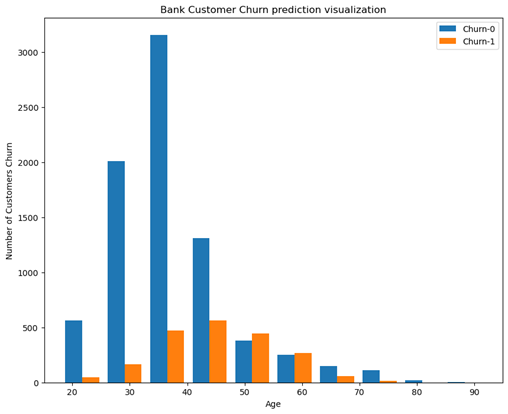 Bank Customer Churn prediction visualization
Churn-0
Churn-1
3000
2500
2000
1500
1000
500
0
Number of Customers Churn
20 30 40 50 60 70 80 90
Age